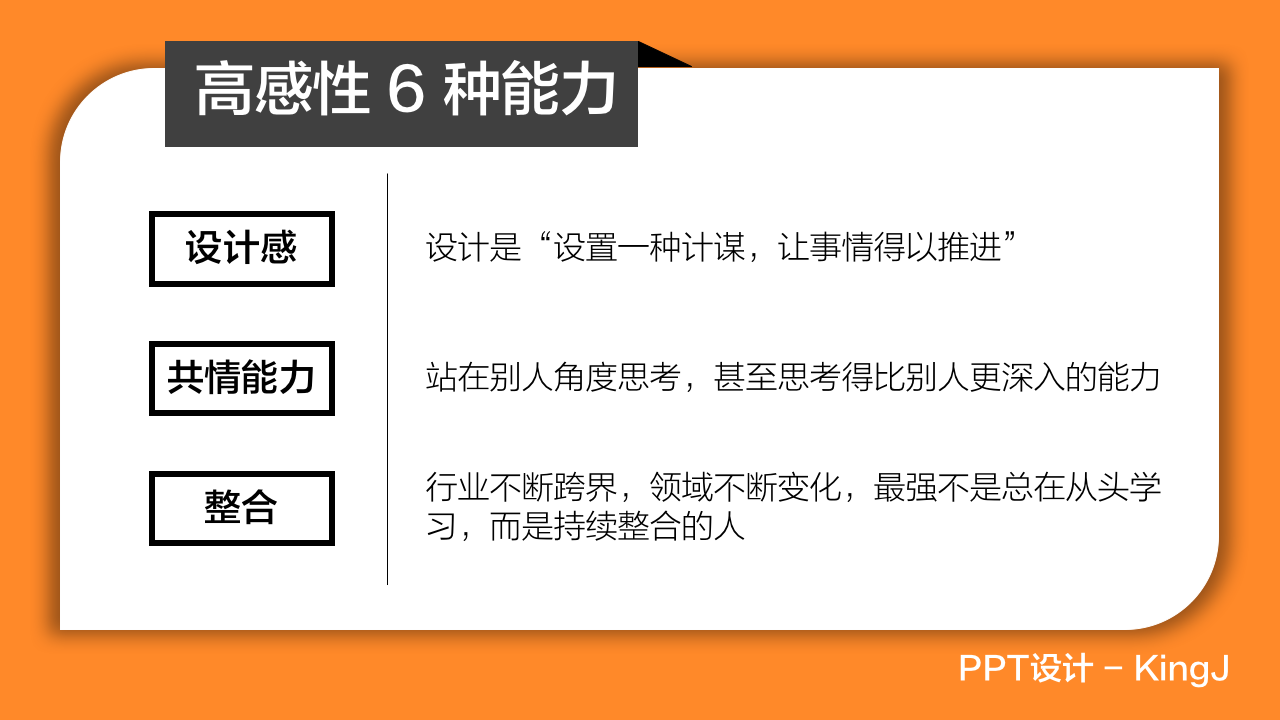 高感性 6 种能力
设计感
设计是“设置一种计谋，让事情得以推进”
共情能力
站在别人角度思考，甚至思考得比别人更深入的能力
整合
行业不断跨界，领域不断变化，最强不是总在从头学
习，而是持续整合的人
PPT设计 – KingJ